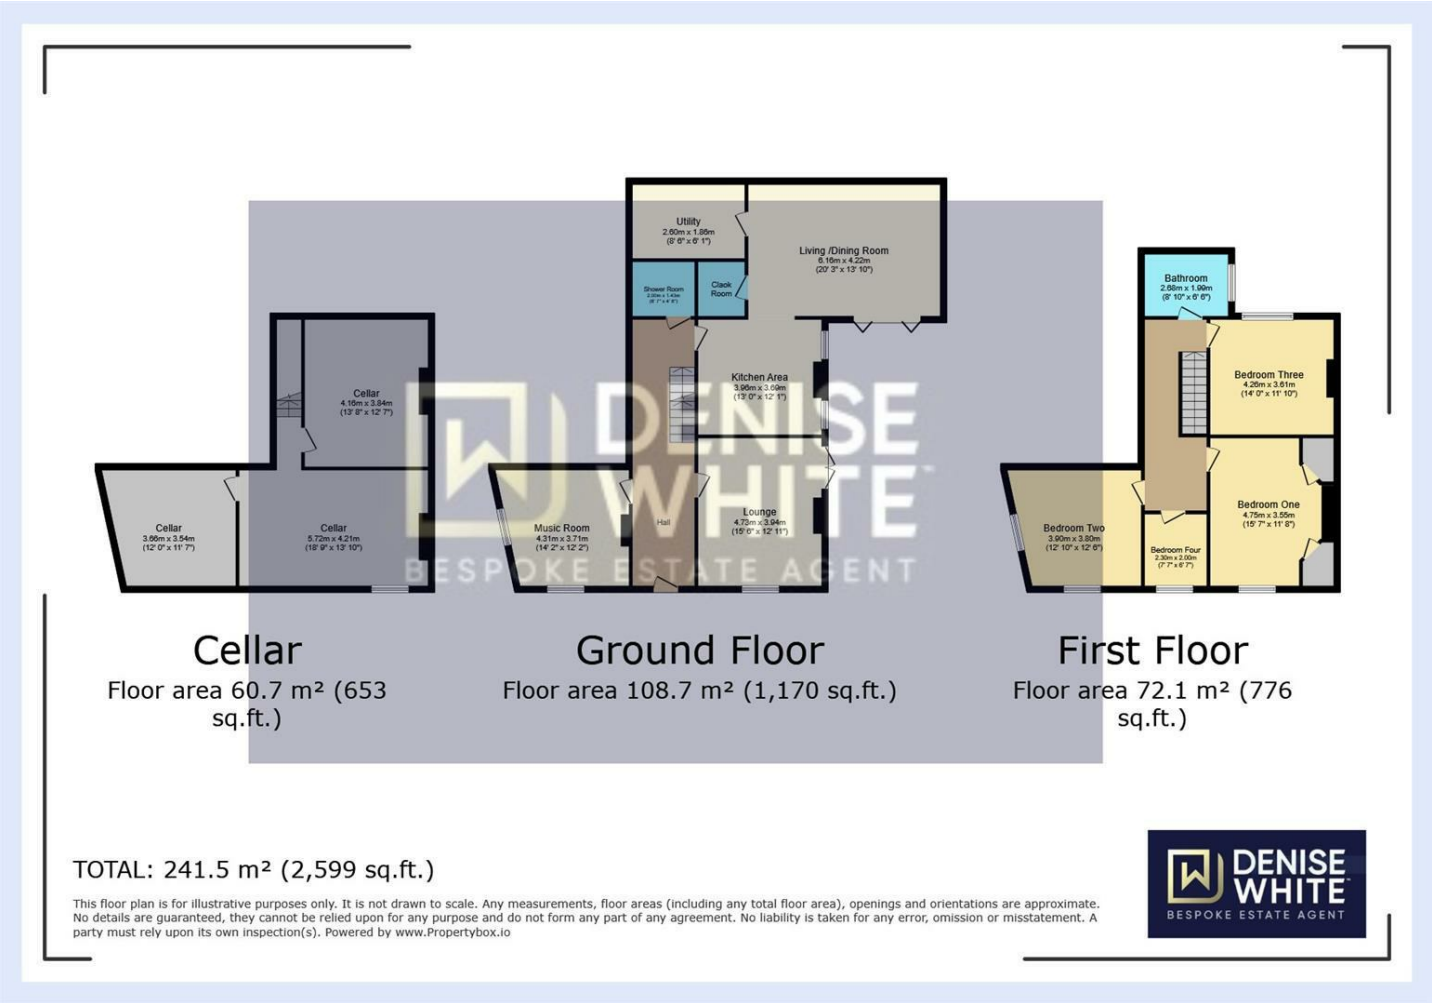 Utility
2.60m x 1.86m
(8' 6" x 6' 1")
Living /Dining Room
6.16m x 4.22m
(20' 3" x 13' 10")
Shower Room
Claok
Room
Kitchen Area
3.96m x 3.69m
(13' 0" x 12' 1")
Music Room
4.31m x 3.71m
(14' 2" x 12' 2")
Hall
Lounge
4.73m x 3.94m
(15' 6" x 12' 11")
Cellar
4.16m x 3.84m
(13' 8" x 12' 7")
Cellar
3.66m x 3.54m
(12' 0" x 11' 7")
Cellar
5.72m x 4.21m
(18' 9" x 13' 10")
Bathroom
2.68m x 1.99m
(8' 10" x 6' 6")
Bedroom Three
4.26m x 3.61m
(14' 0" x 11' 10")
Bedroom One
4.75m x 3.55m
(15' 7" x 11' 8")
Bedroom Two
3.90m x 3.80m
(12' 10" x 12' 6")
Bedroom Four
2.30m x 2.00m
(7' 7" x 6' 7")
DENISE
WHITE™
BESPOKE ESTATE AGENT
Cellar
Floor area 60.7 m² (653
sq.ft.)
Ground Floor
Floor area 108.7 m² (1,170 sq.ft.)
First Floor
Floor area 72.1 m² (776
sq.ft.)
TOTAL: 241.5 m² (2,599 sq.ft.)
This floor plan is for illustrative purposes only. It is not drawn to scale. Any measurements, floor areas (including any total floor area), openings and orientations are approximate.
No details are guaranteed, they cannot be relied upon for any purpose and do not form any part of any agreement. No liability is taken for any error, omission or misstatement. A
party must rely upon its own inspection(s). Powered by www.Propertybox.io
DENISE
WHITE™
BESPOKE ESTATE AGENT